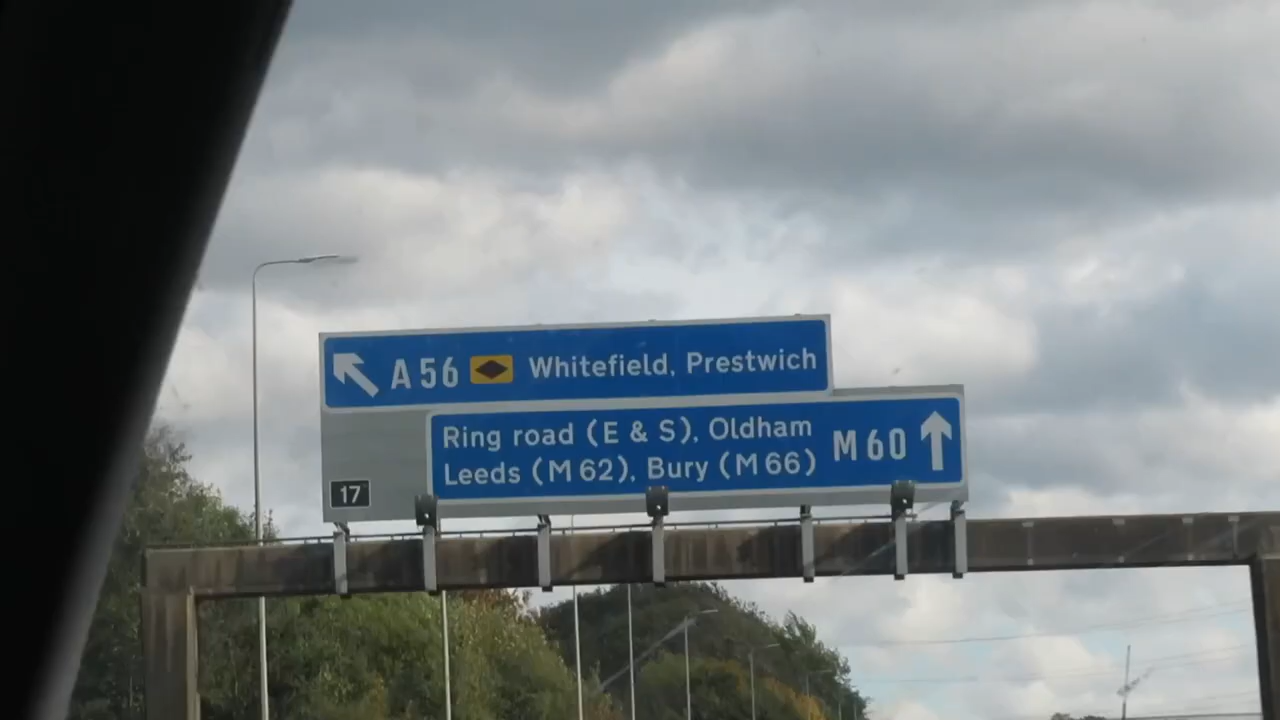 A56 Whitefield, Prestwich
Ring road (E & S), Oldham
Leeds (M62), Bury (M66)
M60
17